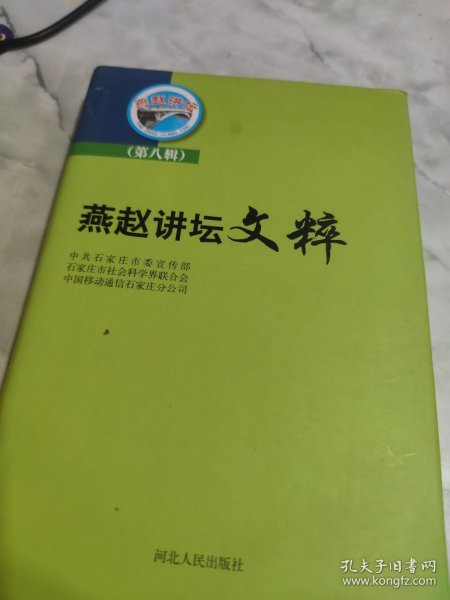 燕赵讲坛
（第八辑）
燕赵讲坛文粹
中共石家庄市委宣传部
石家庄市社会科学界联合会
中国移动通信石家庄分公司
河北人民出版社
孔夫子旧书网
www.kongfz.com